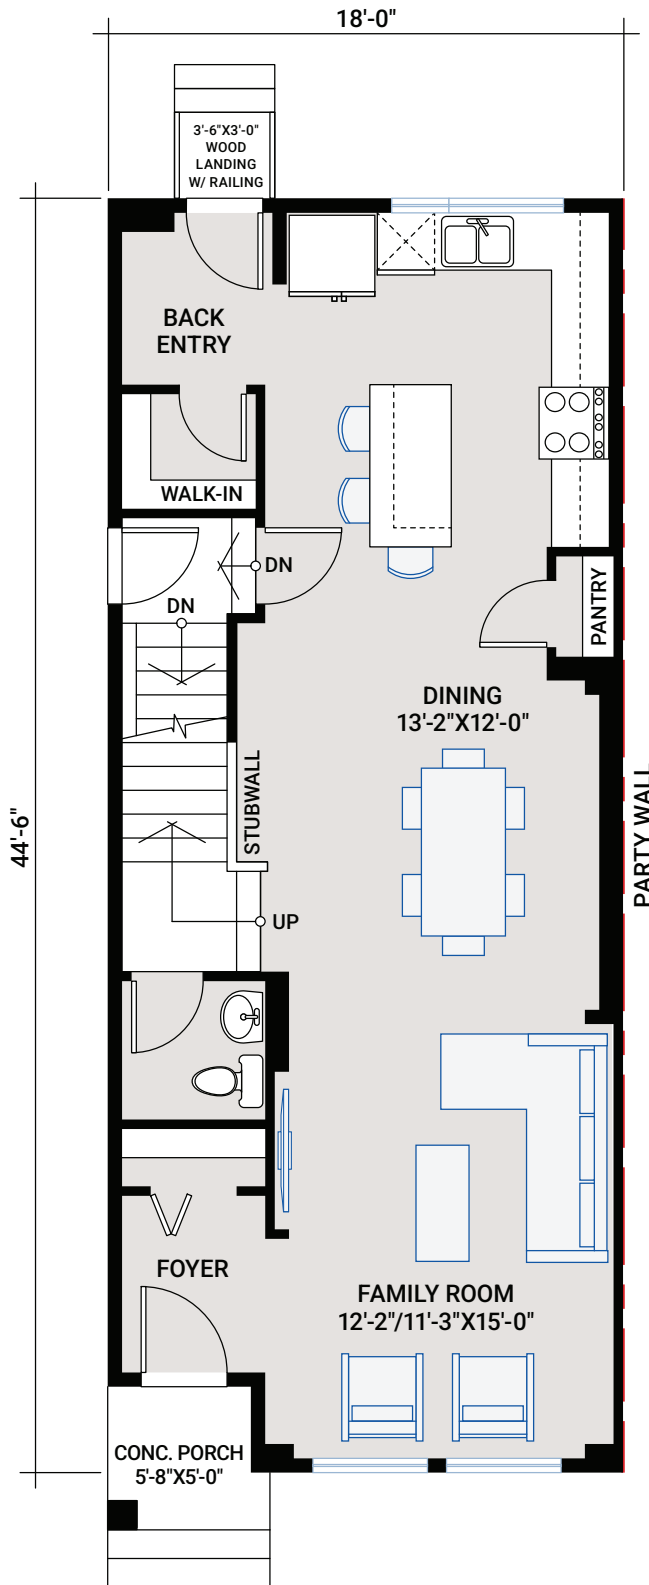 18'-0"
3'-6"X3'-0"
WOOD
LANDING
W/ RAILING
BACK
ENTRY
WALK-IN
DN
DN
PANTRY
DINING
13'-2"X12'-0"
STUBWALL
PARTY WALL
44'-6"
UP
FOYER
FAMILY ROOM
12'-2"/11'-3"X15'-0"
CONC. PORCH
5'-8"X5'-0"